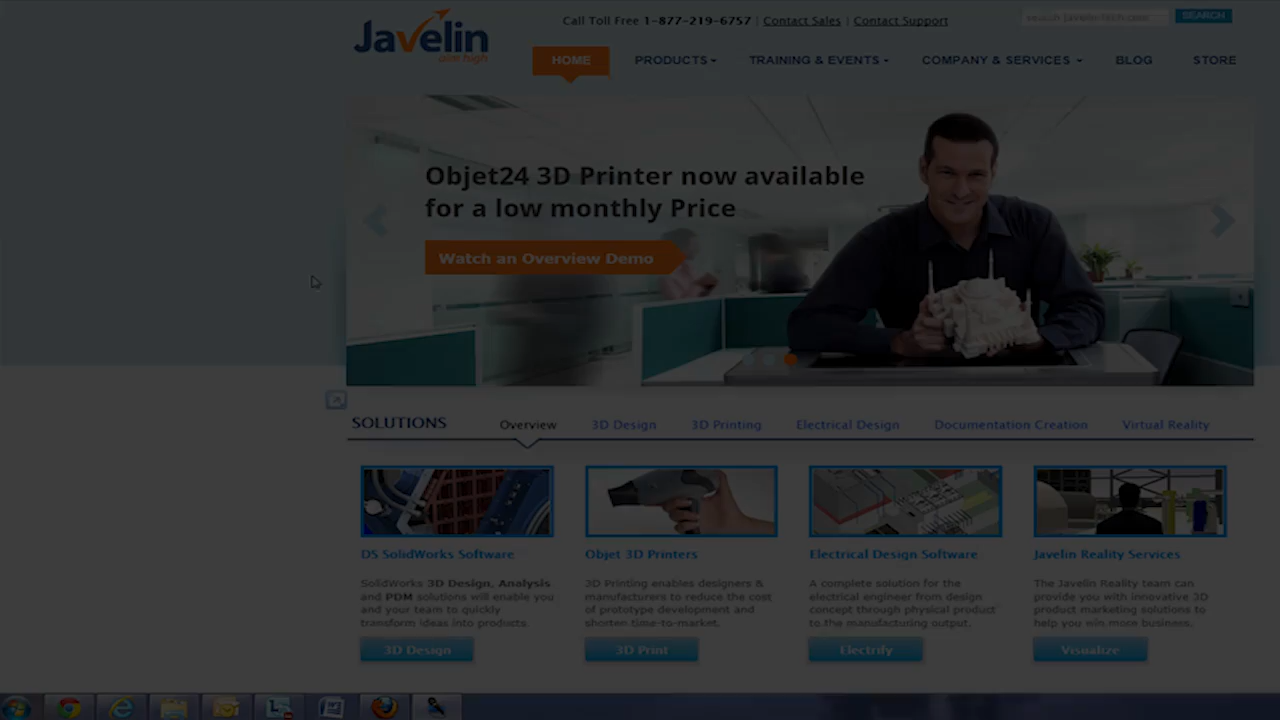 Javelin
aim high
Call Toll Free 1-877-219-6757 | Contact Sales | Contact Support
search javelin-tech.com
SEARCH
HOME
PRODUCTS
TRAINING & EVENTS
COMPANY & SERVICES
BLOG
STORE
Objet24 3D Printer now available
for a low monthly Price
Watch an Overview Demo
SOLUTIONS
Overview
3D Design
3D Printing
Electrical Design
Documentation Creation
Virtual Reality
DS SolidWorks Software
SolidWorks 3D Design, Analysis
and PDM solutions will enable you
and your team to quickly
transform ideas into products.
3D Design
Objet 3D Printers
3D Printing enables designers &
manufacturers to reduce the cost
of prototype development and
shorten time-to-market.
3D Print
Electrical Design Software
A complete solution for the
electrical engineer from design
concept through physical product
to the manufacturing output.
Electrify
Javelin Reality Services
The Javelin Reality team can
provide you with innovative 3D
product marketing solutions to
help you win more business.
Visualize